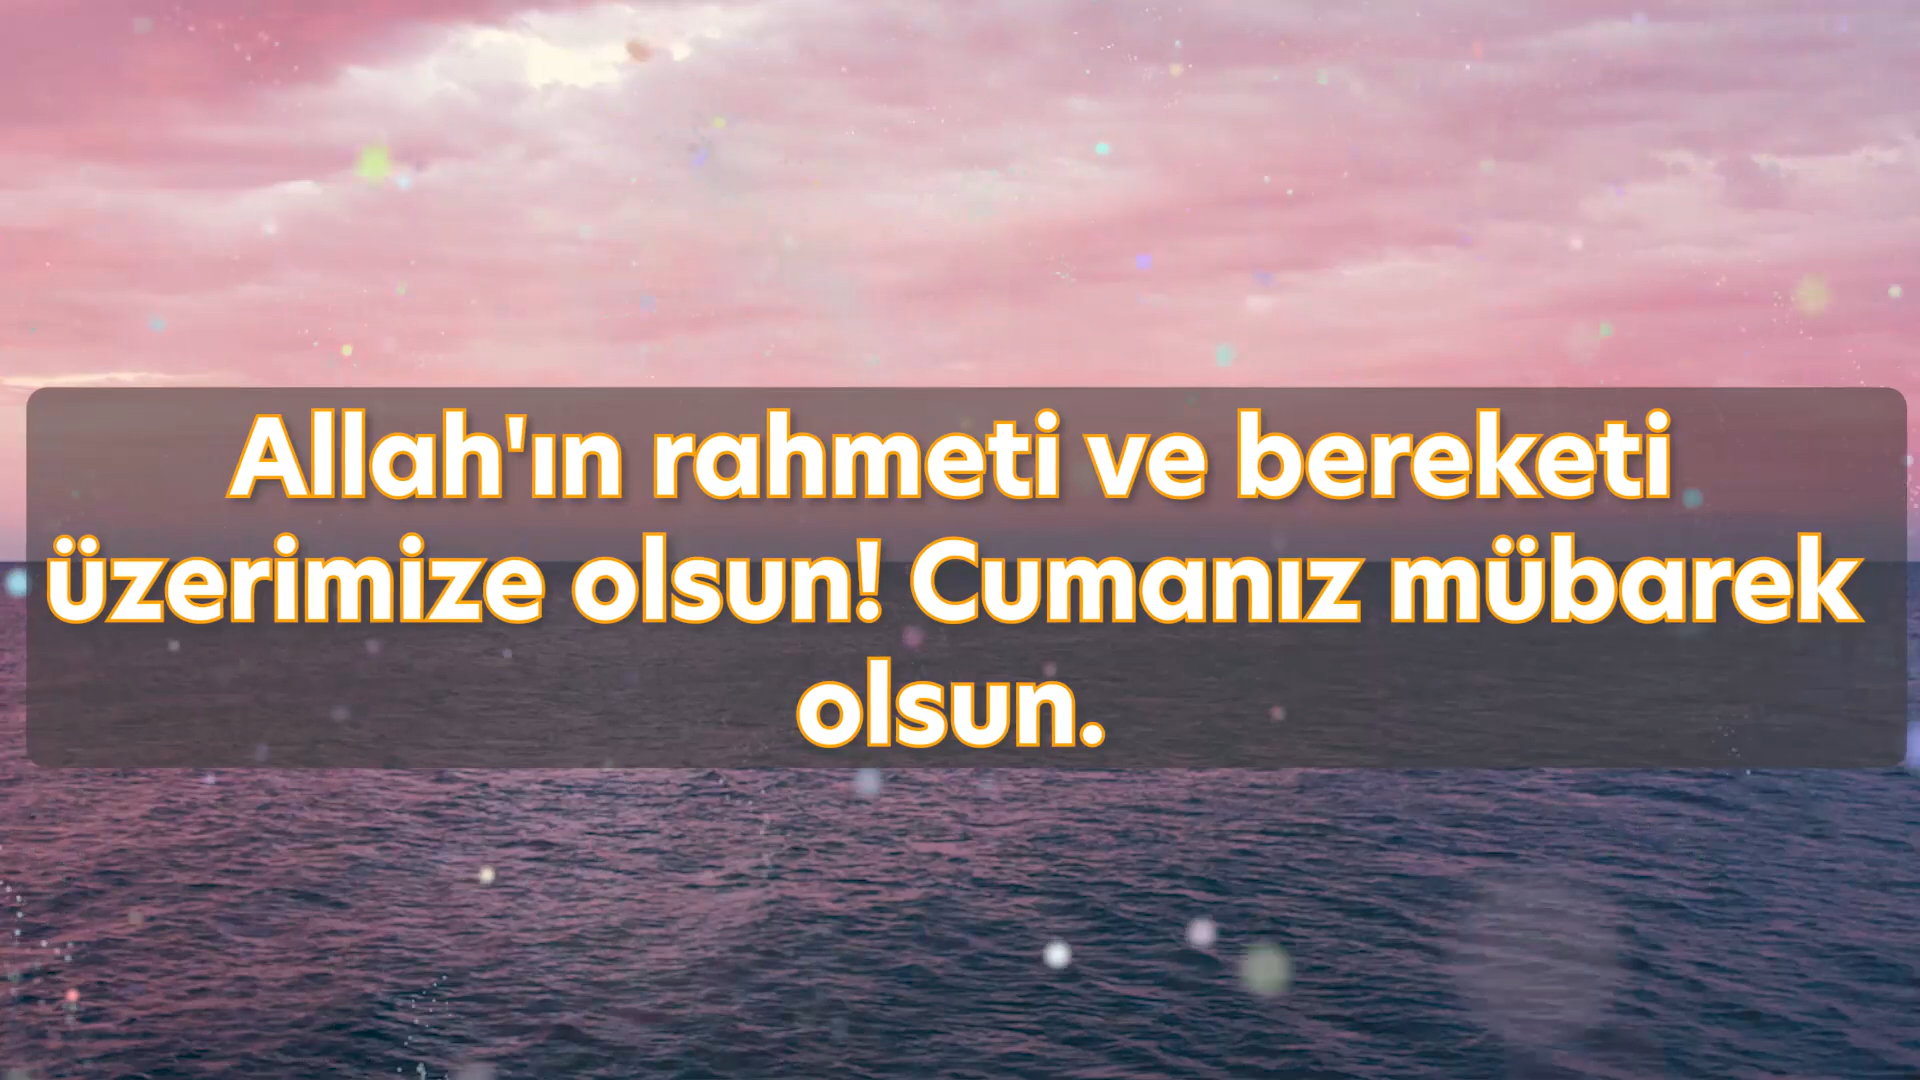 Allah'ın rahmeti ve bereketi
üzerimize olsun! Cumanız mübarek
olsun.